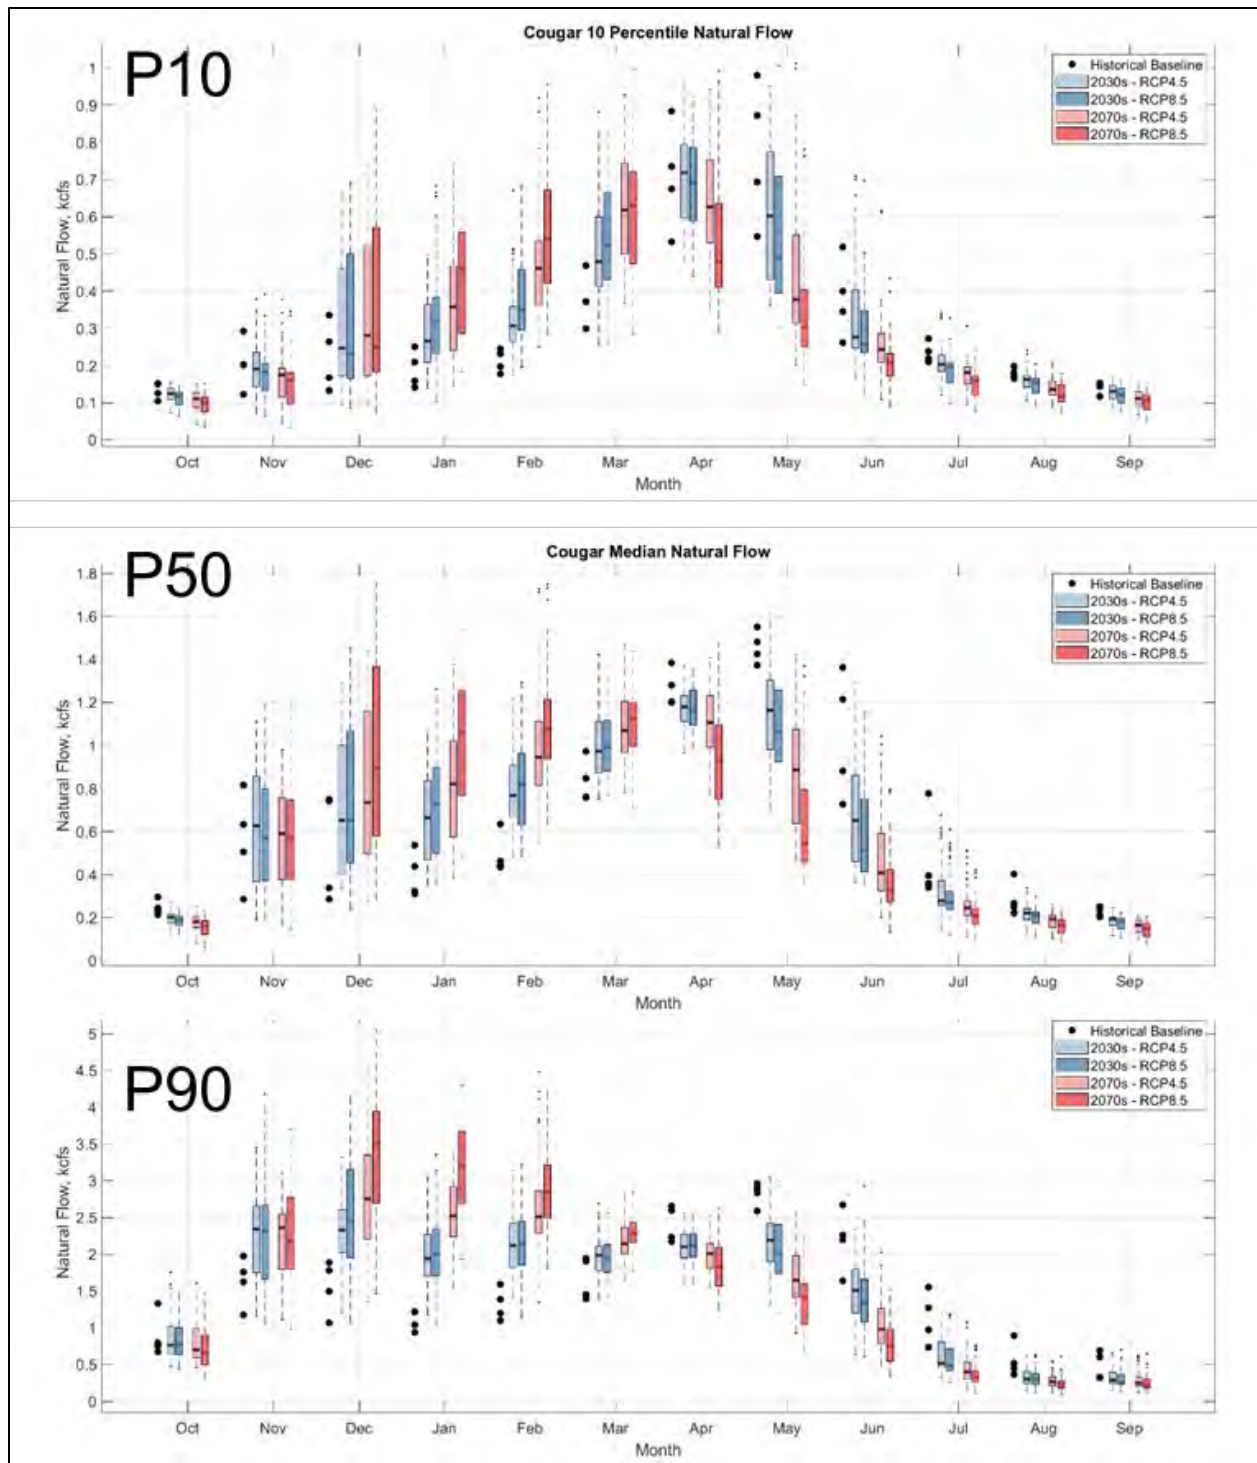 Cougar 10 Percentile Natural Flow
P10
Historical Baseline
2030s - RCP4.5
2030s - RCP8.5
2070s - RCP4.5
2070s - RCP8.5
Natural Flow, kcfs
1
0.9
0.8
0.7
0.6
0.5
0.4
0.3
0.2
0.1
0
Oct Nov Dec Jan Feb Mar Apr May Jun Jul Aug Sep
Month
Cougar Median Natural Flow
P50
Historical Baseline
2030s - RCP4.5
2030s - RCP8.5
2070s - RCP4.5
2070s - RCP8.5
Natural Flow, kcfs
1.8
1.6
1.4
1.2
1
0.8
0.6
0.4
0.2
0
Oct Nov Dec Jan Feb Mar Apr May Jun Jul Aug Sep
Month
P90
Historical Baseline
2030s - RCP4.5
2030s - RCP8.5
2070s - RCP4.5
2070s - RCP8.5
Natural Flow, kcfs
5
4.5
4
3.5
3
2.5
2
1.5
1
0.5
0
Oct Nov Dec Jan Feb Mar Apr May Jun Jul Aug Sep
Month